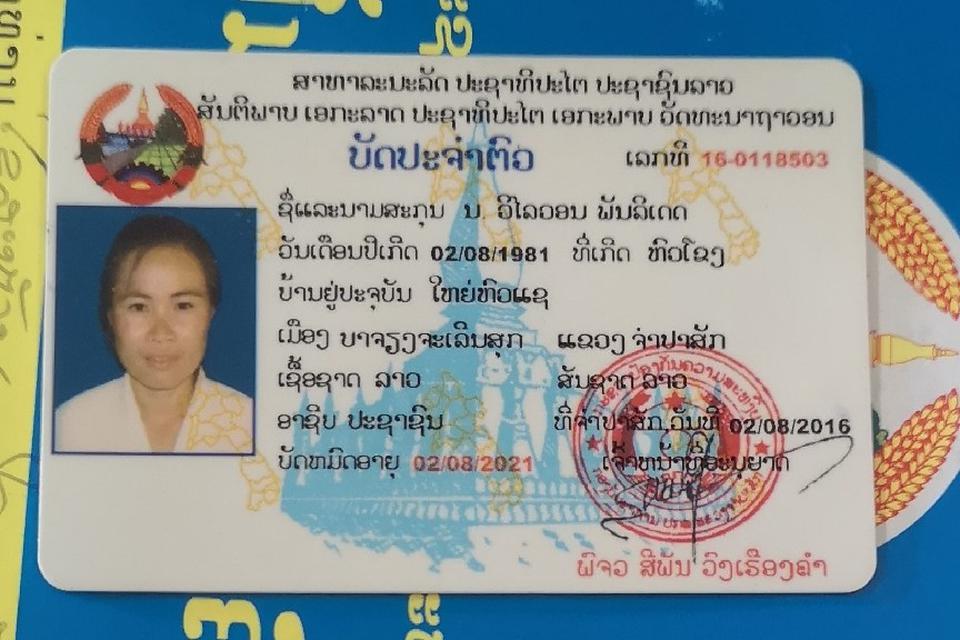 ສາທາລະນະລັດ ປະຊາທິປະໄຕ ປະຊາຊົນລາວ
ສັນຕິພາບ ເອກະລາດ ປະຊາທິປະໄຕ ເອກະພາບ ວັດທະນາຖາວອນ
ບັດປະຈຳຕົວ ເລກທີ 16-0118503
ຊື່ແລະນາມສະກຸນ ນ. ວິໄລວອນ ພັນລິເດດ
ວັນເດືອນປີເກີດ 02/08/1981 ທີ່ເກີດ ຫົວໂຂງ
ບ້ານຢູ່ປະຈຸບັນ ໃຫຍ່ຫົວແຊ
ເມືອງ ບາຈຽງຈະເລີນສຸກ ແຂວງ ຈຳປາສັກ
ເຊື້ອຊາດ ລາວ ສັນຊາດ ລາວ
ອາຊີບ ປະຊາຊົນ ທີ່ຈຳປາສັກ,ວັນທີ 02/08/2016
ບັດຫມົດອາຍຸ 02/08/2021 ເຈົ້າຫນ້າທີ່ອະນຸຍາດ
ພົຈວ ສີພັນ ວົງເຮືອງຄຳ